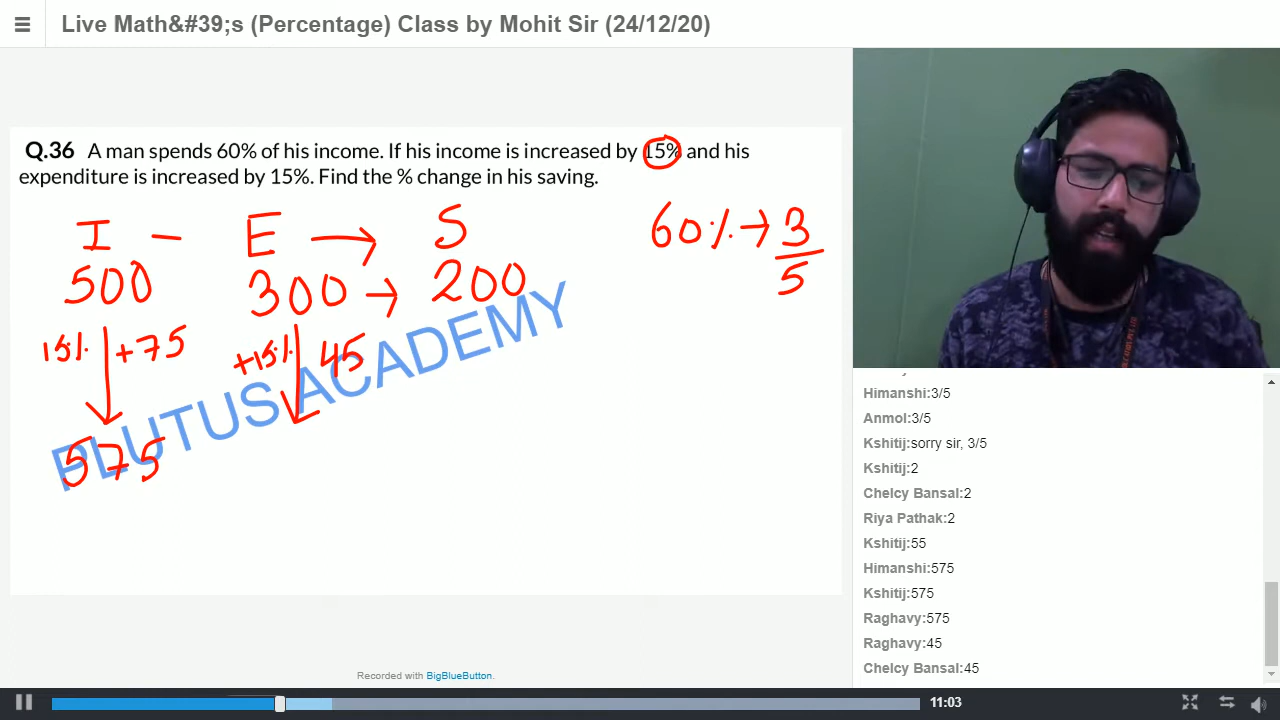 Live Math&#39;s (Percentage) Class by Mohit Sir (24/12/20)
Q.36 A man spends 60% of his income. If his income is increased by 15% and his
expenditure is increased by 15%. Find the % change in his saving.
I − E → S
60% → 3/5
500 300 → 200
15% +75 +15% 45
575
PLUTUS ACADEMY
Himanshi:3/5
Anmol:3/5
Kshitij:sorry sir, 3/5
Kshitij:2
Chelcy Bansal:2
Riya Pathak:2
Kshitij:55
Himanshi:575
Kshitij:575
Raghavy:575
Raghavy:45
Chelcy Bansal:45
Recorded with BigBlueButton.
11:03